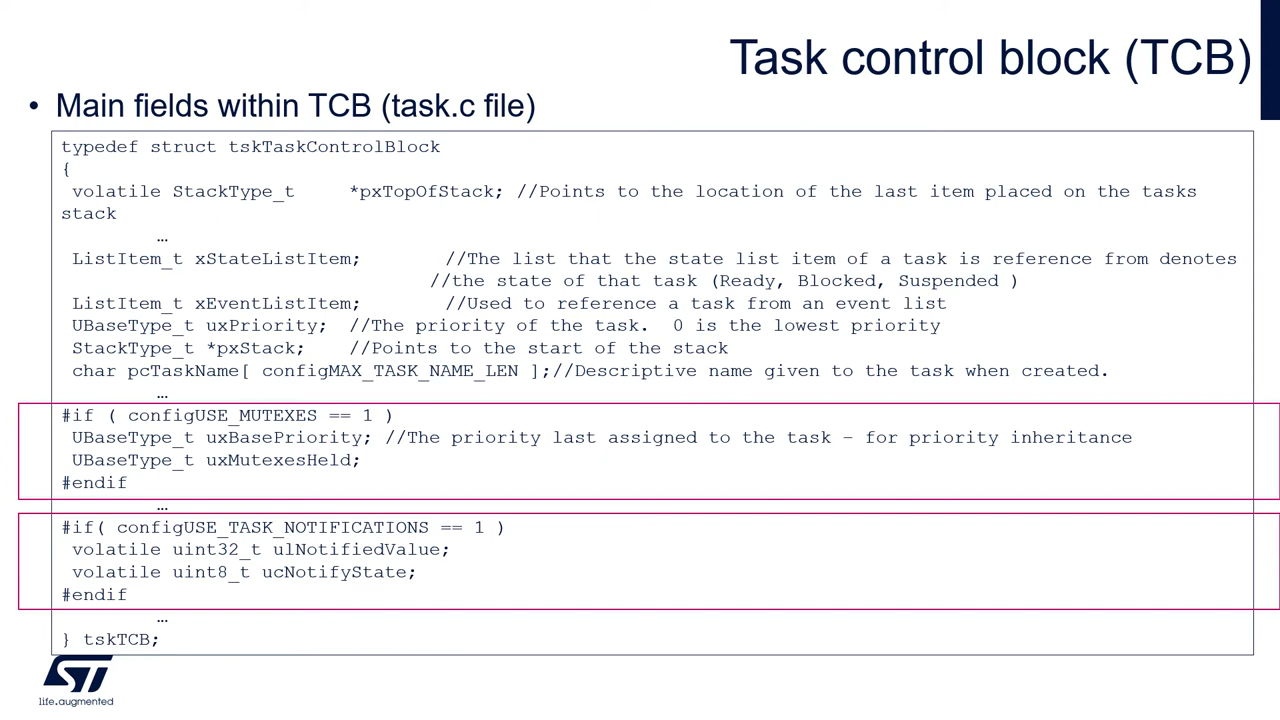 Task control block (TCB)
• Main fields within TCB (task.c file)
typedef struct tskTaskControlBlock
{
volatile StackType_t *pxTopOfStack; //Points to the location of the last item placed on the tasks
stack
…
ListItem_t xStateListItem; //The list that the state list item of a task is reference from denotes
//the state of that task (Ready, Blocked, Suspended )
ListItem_t xEventListItem; //Used to reference a task from an event list
UBaseType_t uxPriority; //The priority of the task. 0 is the lowest priority
StackType_t *pxStack; //Points to the start of the stack
char pcTaskName[ configMAX_TASK_NAME_LEN ];//Descriptive name given to the task when created.
…
#if ( configUSE_MUTEXES == 1 )
UBaseType_t uxBasePriority; //The priority last assigned to the task – for priority inheritance
UBaseType_t uxMutexesHeld;
#endif
…
#if( configUSE_TASK_NOTIFICATIONS == 1 )
volatile uint32_t ulNotifiedValue;
volatile uint8_t ucNotifyState;
#endif
…
} tskTCB;
ST
life.augmented